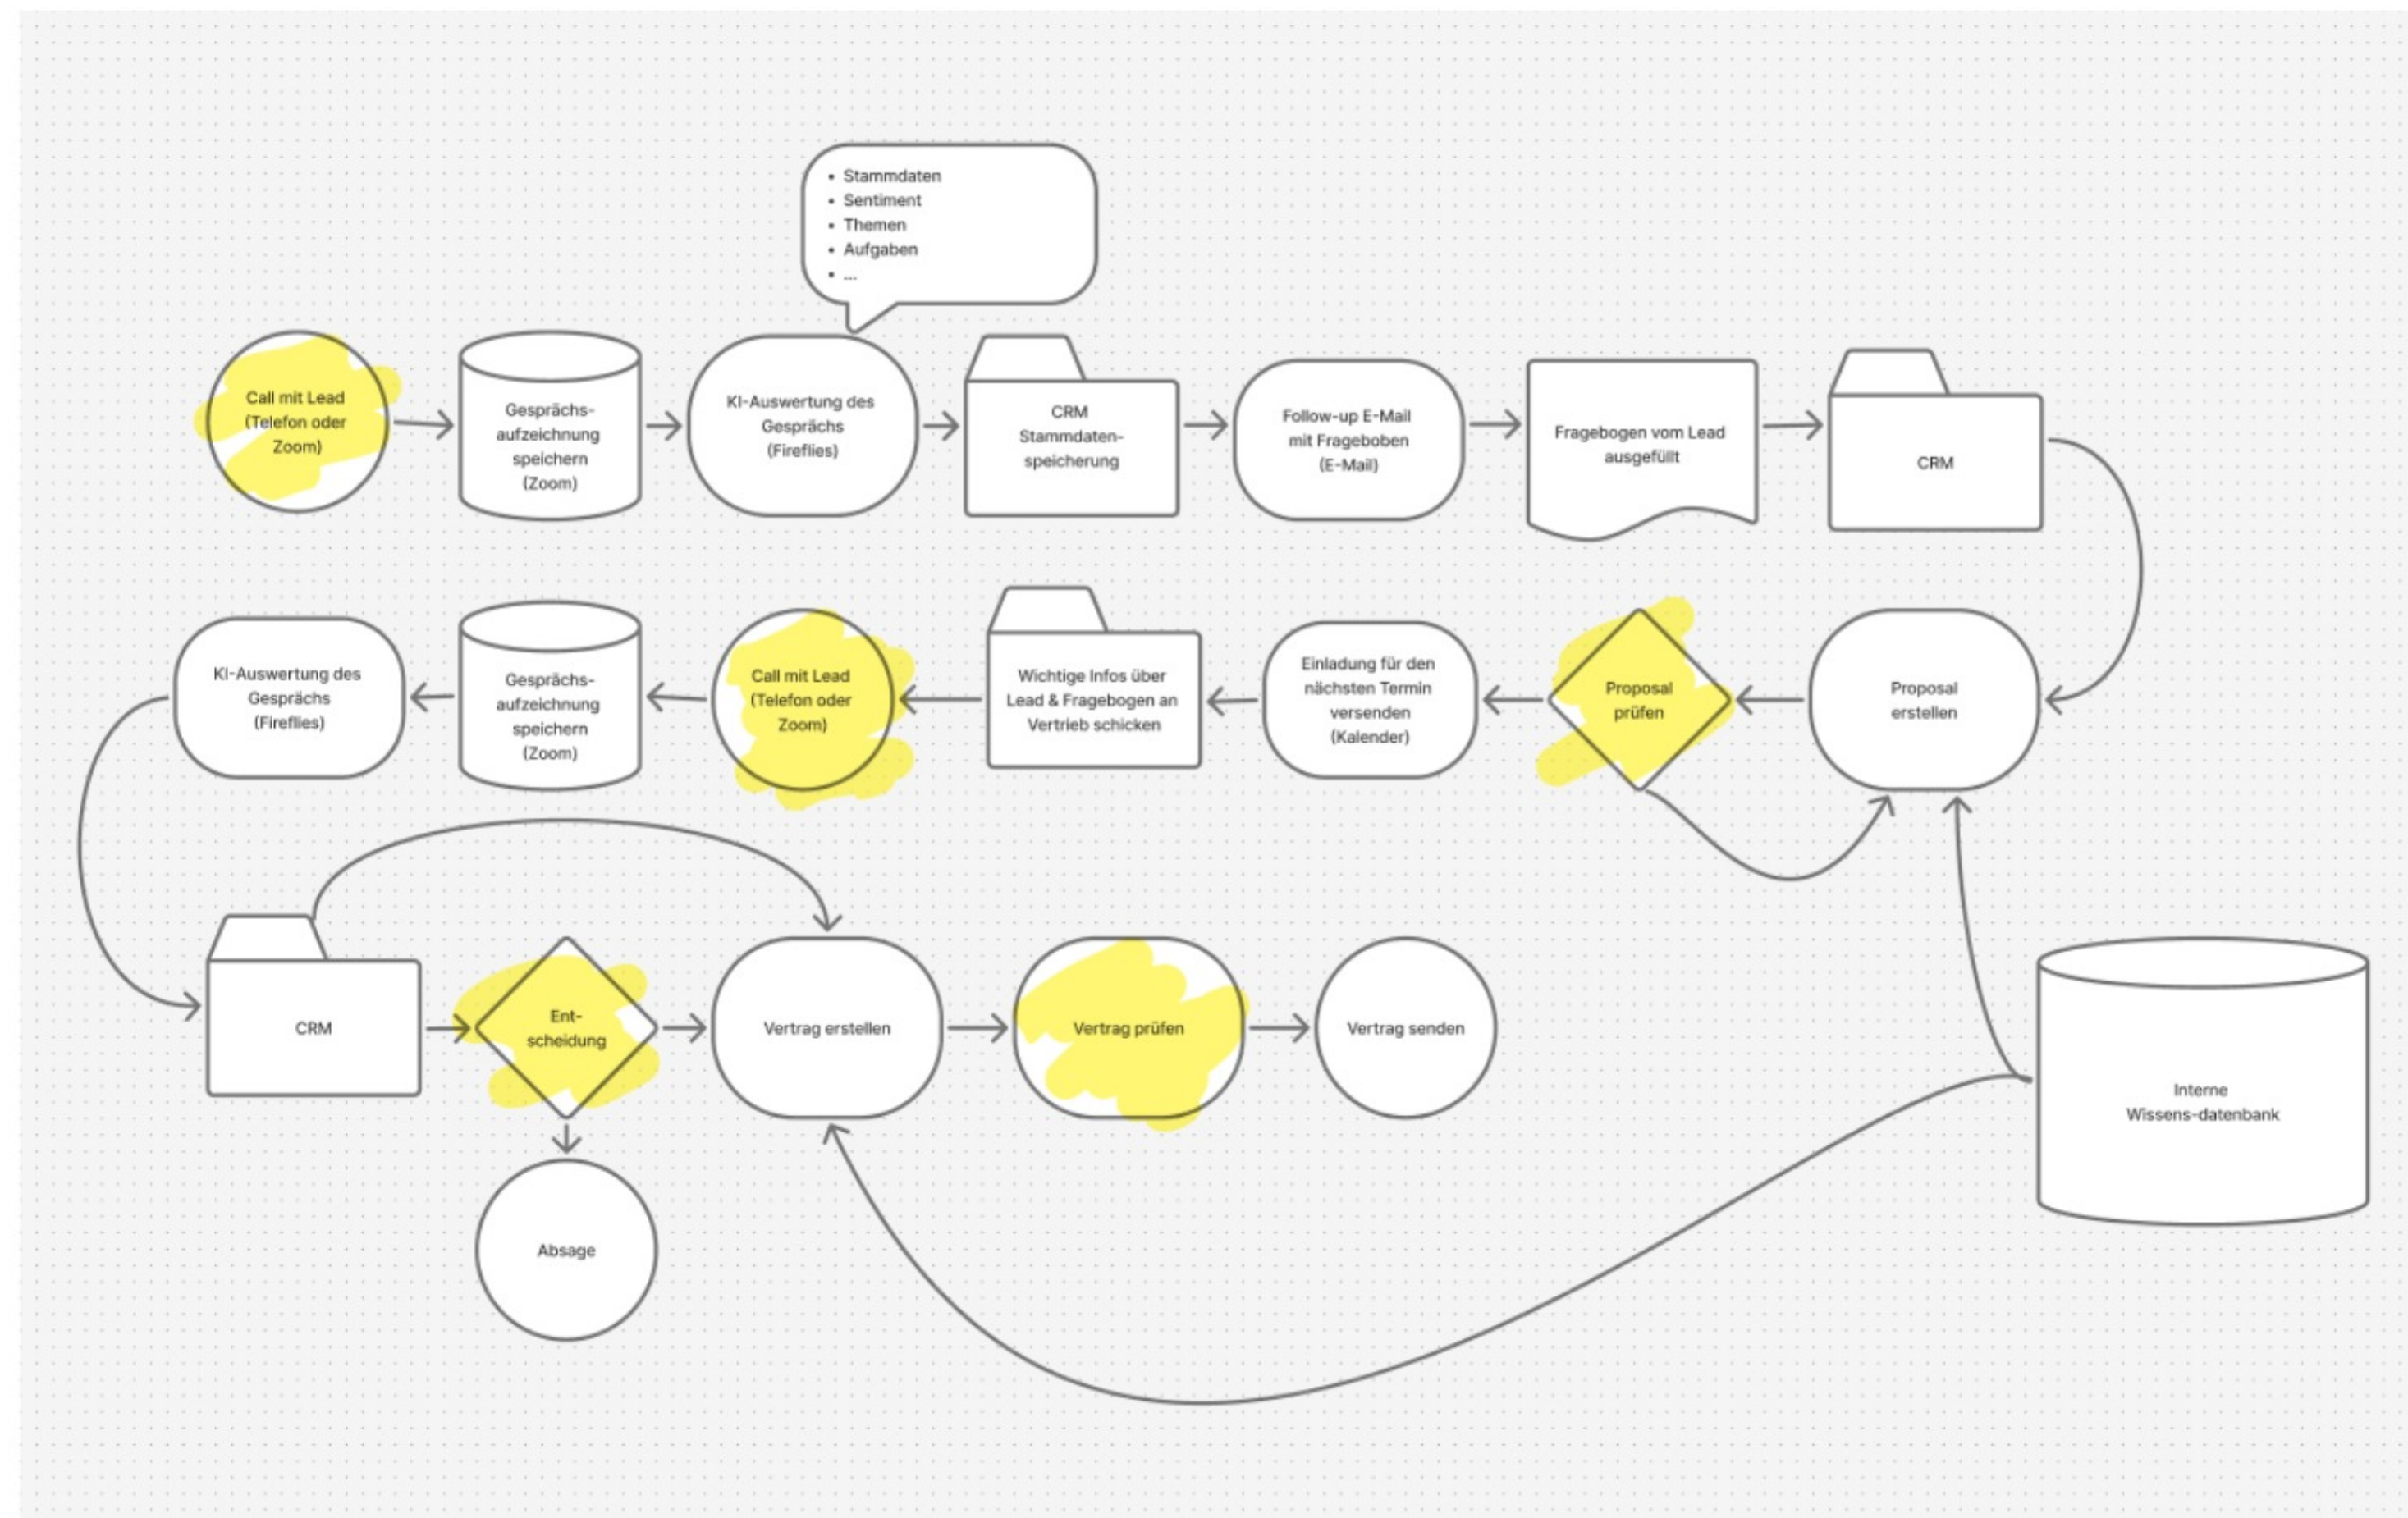 • Stammdaten
• Sentiment
• Themen
• Aufgaben
• ...
Call mit Lead
(Telefon oder
Zoom)
Gesprächs-
aufzeichnung
speichern
(Zoom)
KI-Auswertung des
Gesprächs
(Fireflies)
CRM
Stammdaten-
speicherung
Follow-up E-Mail
mit Frageboben
(E-Mail)
Fragebogen vom Lead
ausgefüllt
CRM
Proposal
erstellen
Proposal
prüfen
Einladung für den
nächsten Termin
versenden
(Kalender)
Wichtige Infos über
Lead & Fragebogen an
Vertrieb schicken
Call mit Lead
(Telefon oder
Zoom)
Gesprächs-
aufzeichnung
speichern
(Zoom)
KI-Auswertung des
Gesprächs
(Fireflies)
CRM
Ent-
scheidung
Vertrag erstellen
Vertrag prüfen
Vertrag senden
Absage
Interne
Wissens-datenbank